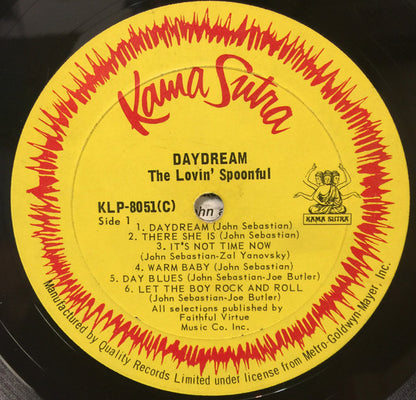 Kama Sutra
DAYDREAM
The Lovin' Spoonful
KLP-8051(C)
Side 1
1. DAYDREAM (John Sebastian)
2. THERE SHE IS (John Sebastian)
3. IT'S NOT TIME NOW
(John Sebastian-Zal Yanovsky)
4. WARM BABY (John Sebastian)
5. DAY BLUES (John Sebastian-Joe Butler)
6. LET THE BOY ROCK AND ROLL
(John Sebastian-Joe Butler)
All selections published by
Faithful Virtue
Music Co. Inc.
KAMA SUTRA
Manufactured by Quality Records Limited under license from Metro-Goldwyn-Mayer Inc.